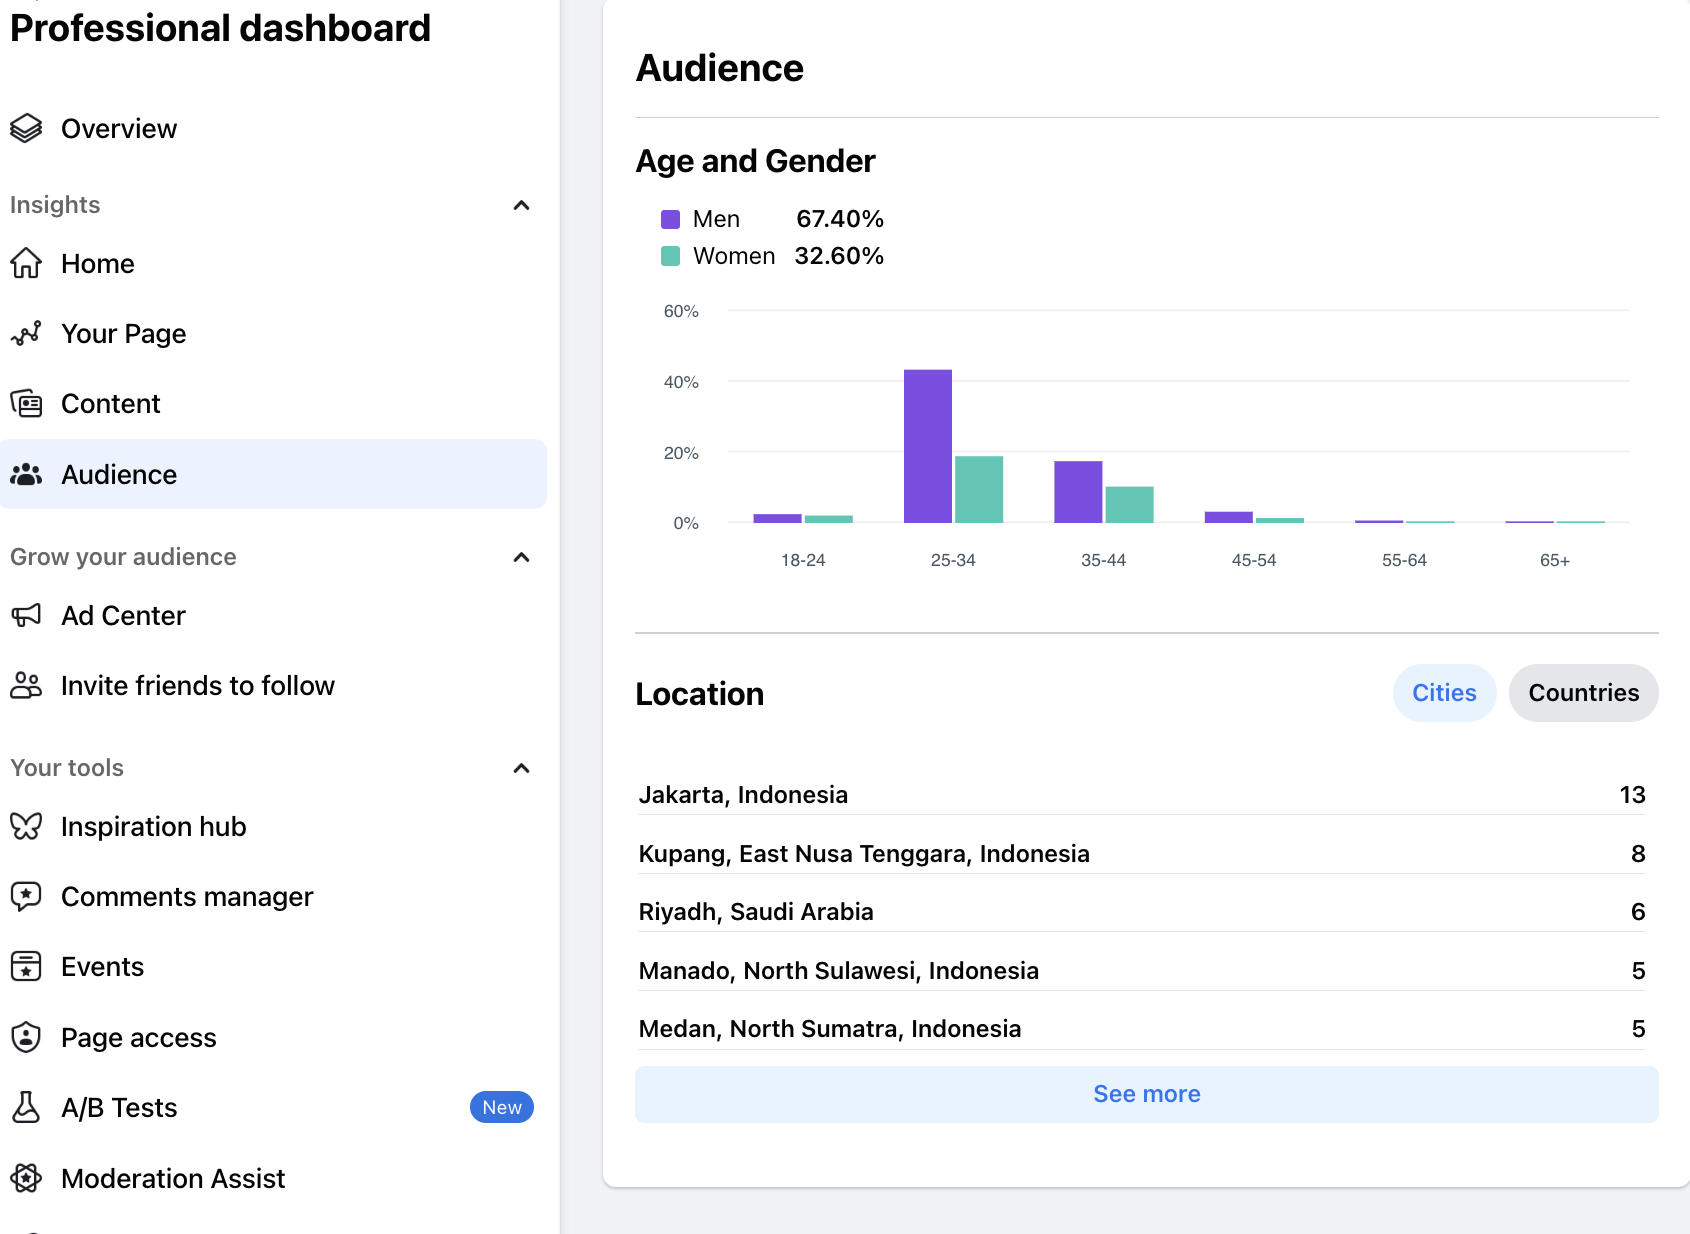 Professional dashboard
Overview
Insights
Home
Your Page
Content
Audience
Grow your audience
Ad Center
Invite friends to follow
Your tools
Inspiration hub
Comments manager
Events
Page access
A/B Tests New
Moderation Assist
Audience
Age and Gender
Men 67.40%
Women 32.60%
60%
40%
20%
0%
18-24 25-34 35-44 45-54 55-64 65+
Location Cities Countries
Jakarta, Indonesia 13
Kupang, East Nusa Tenggara, Indonesia 8
Riyadh, Saudi Arabia 6
Manado, North Sulawesi, Indonesia 5
Medan, North Sumatra, Indonesia 5
See more